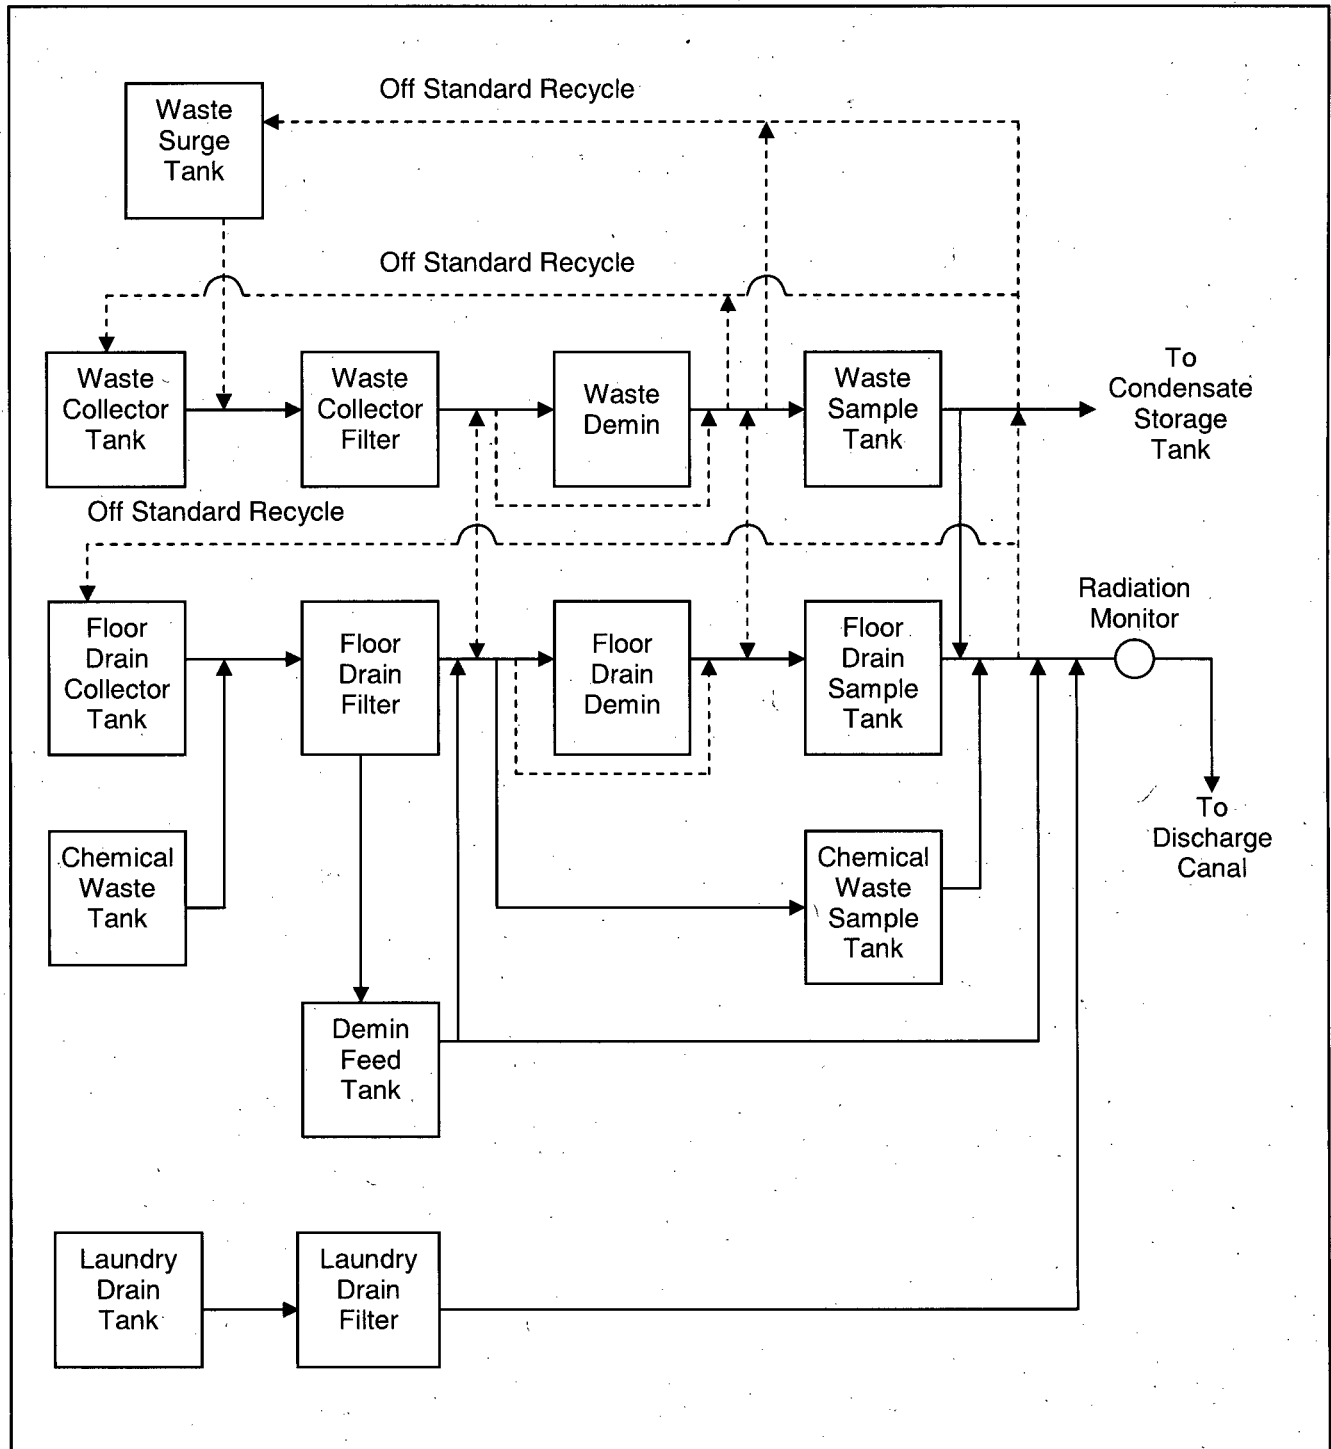 Off Standard Recycle
Waste
Surge
Tank
Off Standard Recycle
Waste
Collector
Tank
Waste
Collector
Filter
Waste
Demin
Waste
Sample
Tank
To
Condensate
Storage
Tank
Off Standard Recycle
Floor
Drain
Collector
Tank
Floor
Drain
Filter
Floor
Drain
Demin
Floor
Drain
Sample
Tank
Radiation
Monitor
To
Discharge
Canal
Chemical
Waste
Tank
Chemical
Waste
Sample
Tank
Demin
Feed
Tank
Laundry
Drain
Tank
Laundry
Drain
Filter